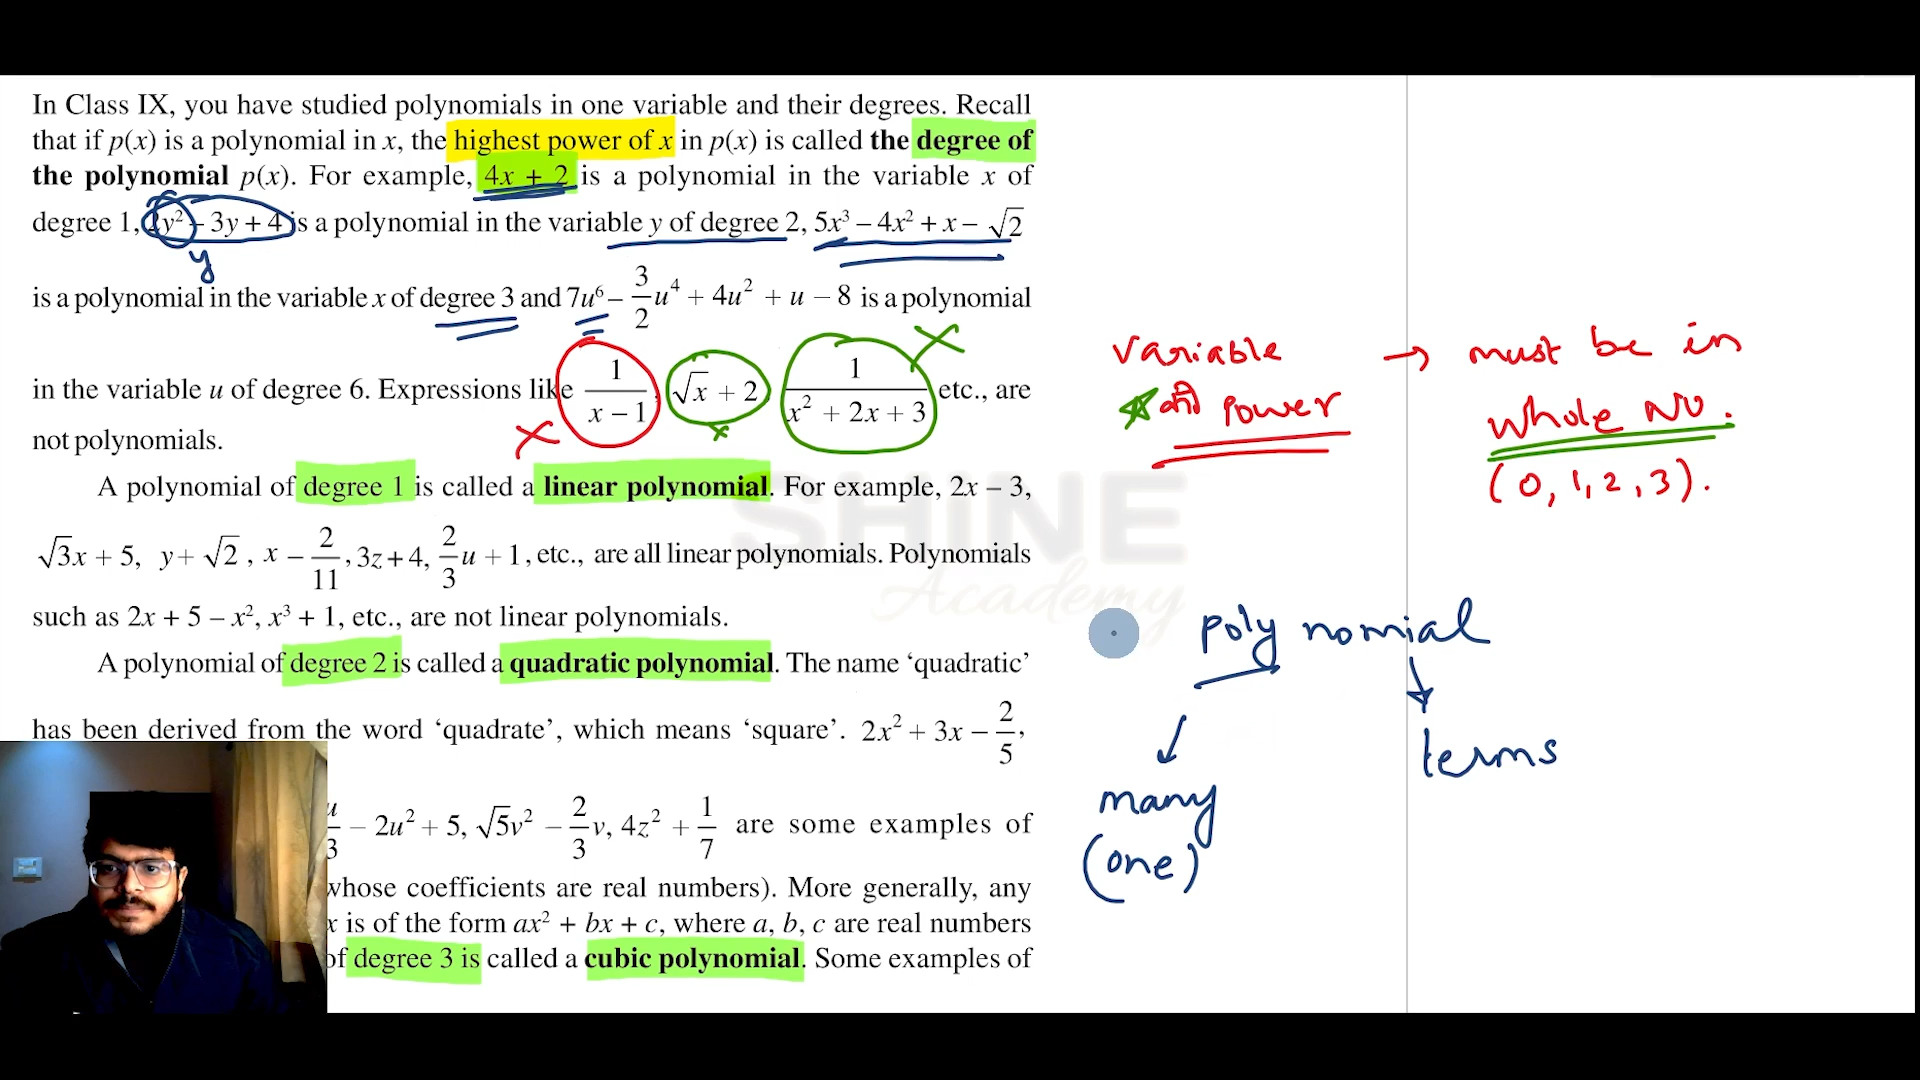 In Class IX, you have studied polynomials in one variable and their degrees. Recall
that if p(x) is a polynomial in x, the highest power of x in p(x) is called the degree of
the polynomial p(x). For example, 4x + 2 is a polynomial in the variable x of
degree 1, 2y² – 3y + 4 is a polynomial in the variable y of degree 2, 5x³ – 4x² + x – √2
y
is a polynomial in the variable x of degree 3 and 7u⁶ – 3/2 u⁴ + 4u² + u – 8 is a polynomial
in the variable u of degree 6. Expressions like 1/(x – 1), √x + 2, 1/(x² + 2x + 3) etc., are
not polynomials.
A polynomial of degree 1 is called a linear polynomial. For example, 2x – 3,
√3x + 5, y + √2, x – 2/11, 3z + 4, 2/3 u + 1, etc., are all linear polynomials. Polynomials
such as 2x + 5 – x², x³ + 1, etc., are not linear polynomials.
A polynomial of degree 2 is called a quadratic polynomial. The name ‘quadratic’
has been derived from the word ‘quadrate’, which means ‘square’. 2x² + 3x – 2/5,
u/3 – 2u² + 5, √5v² – 2/3 v, 4z² + 1/7 are some examples of
whose coefficients are real numbers). More generally, any
x is of the form ax² + bx + c, where a, b, c are real numbers
of degree 3 is called a cubic polynomial. Some examples of
variable → must be in
and power whole No.
(0, 1, 2, 3).
SHiNE
Academy
poly nomial
terms
many
(one)